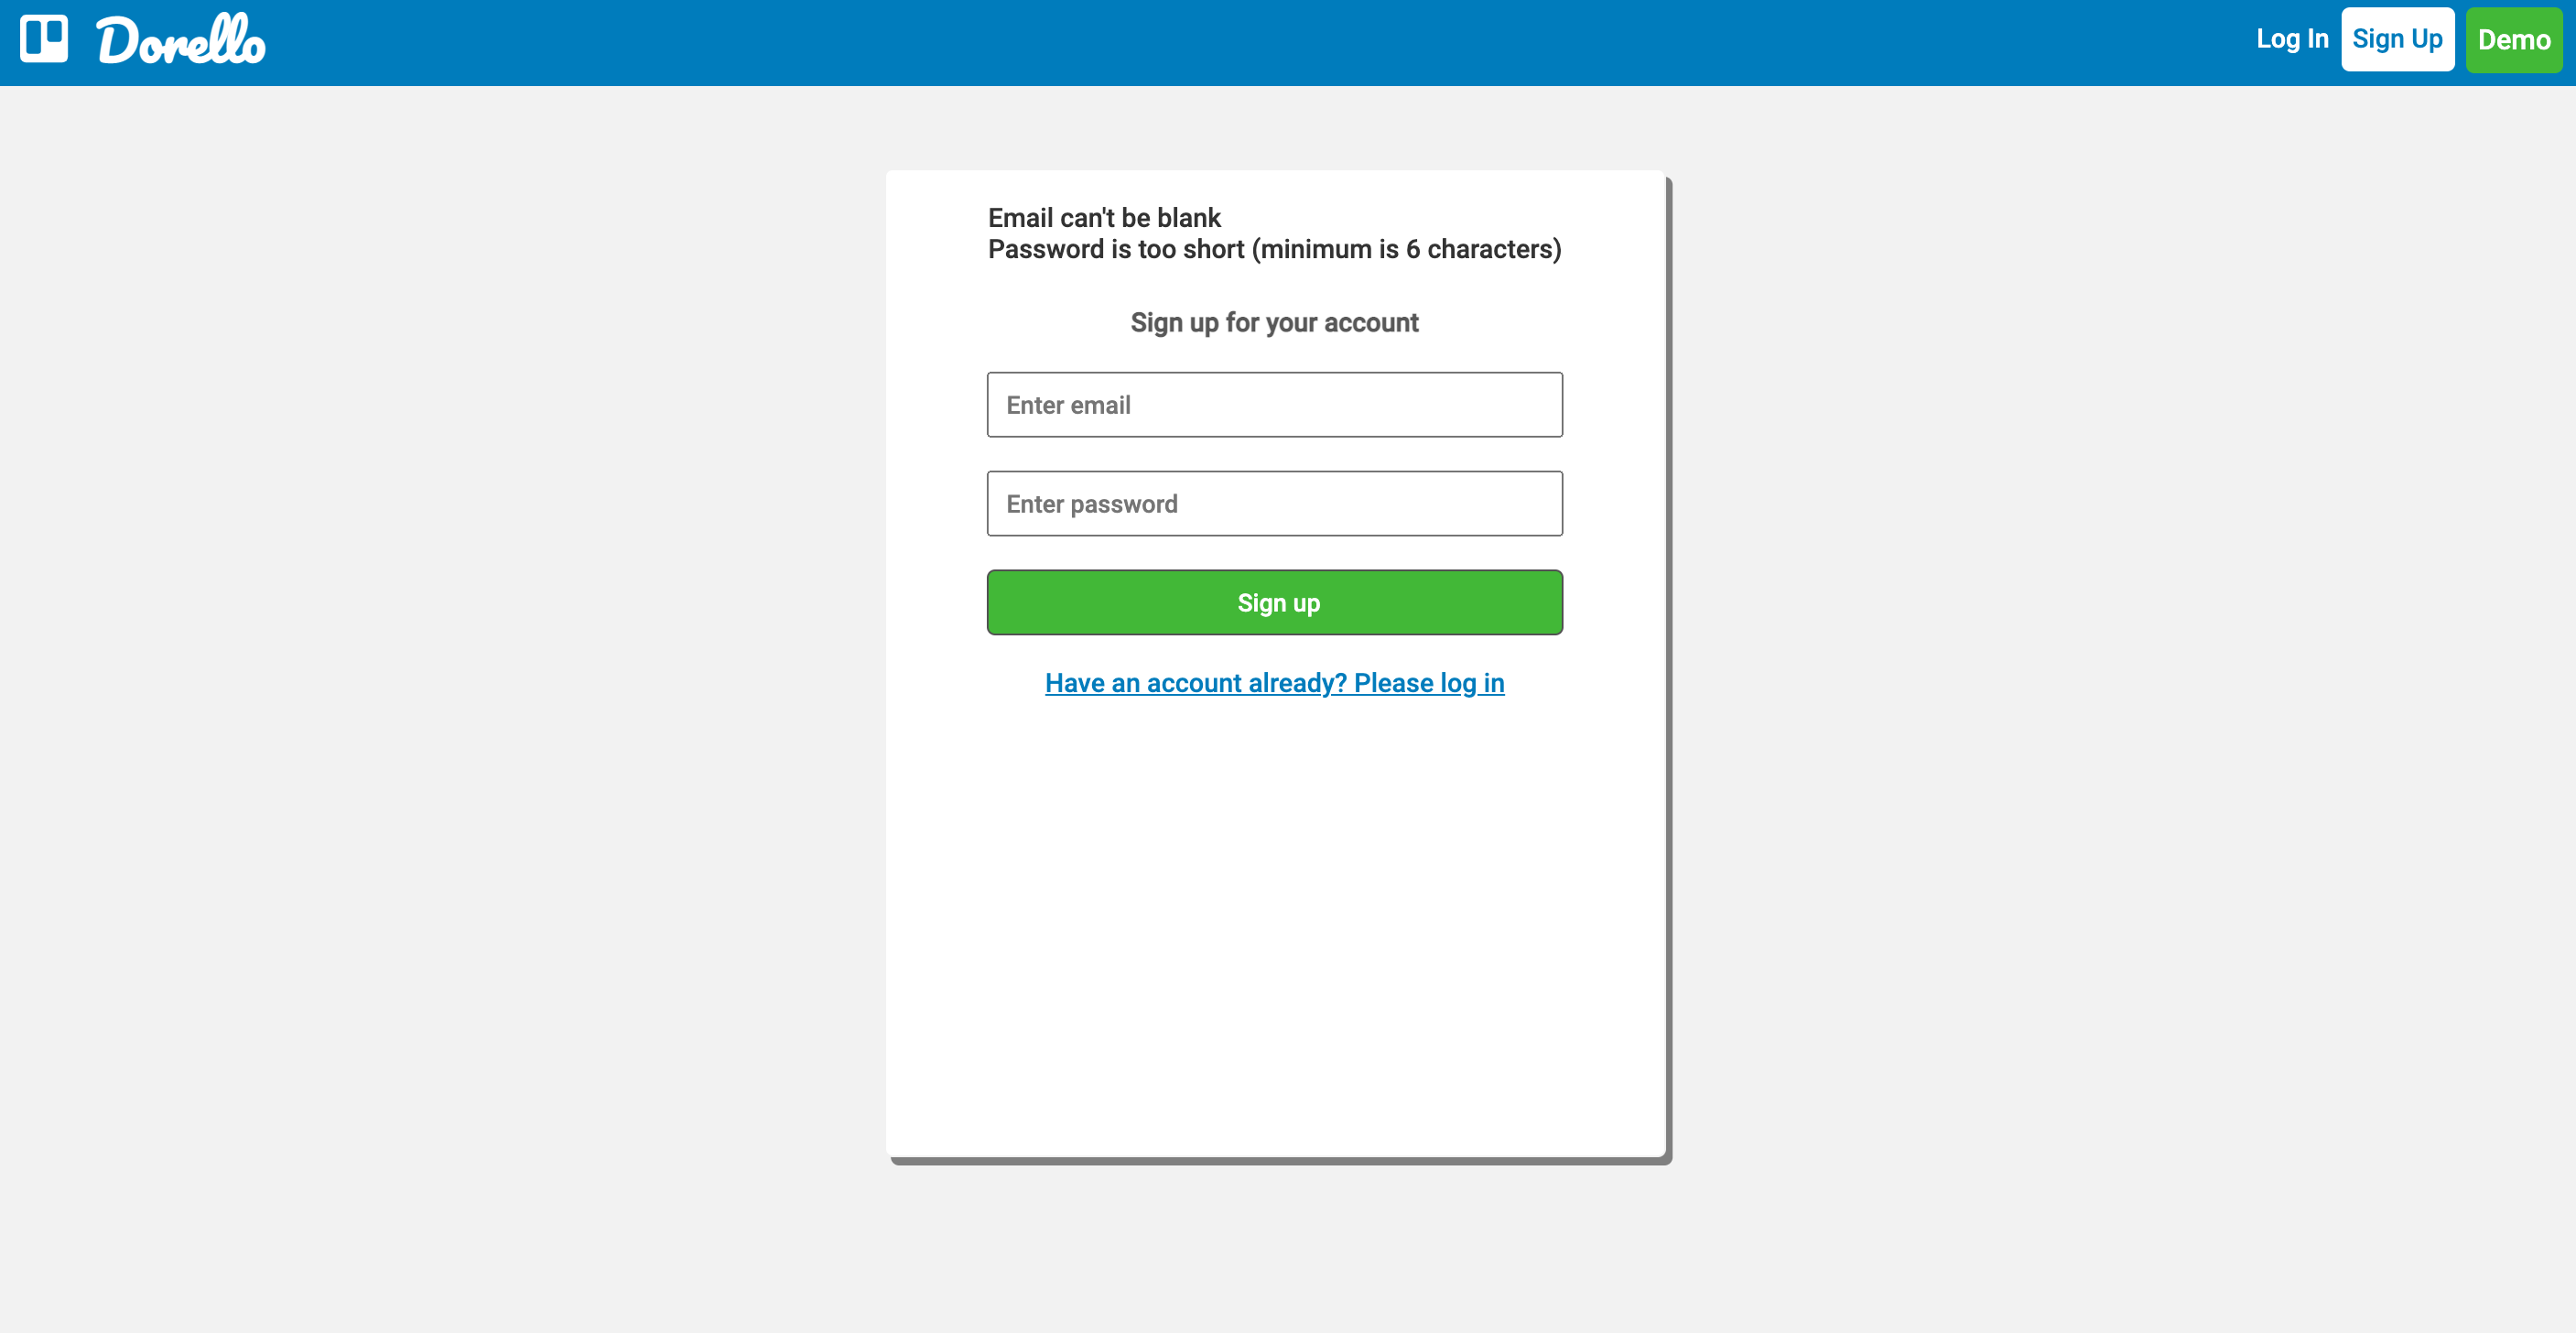 Dorello
Log In
Sign Up
Demo
Email can't be blank
Password is too short (minimum is 6 characters)
Sign up for your account
Enter email
Enter password
Sign up
Have an account already? Please log in